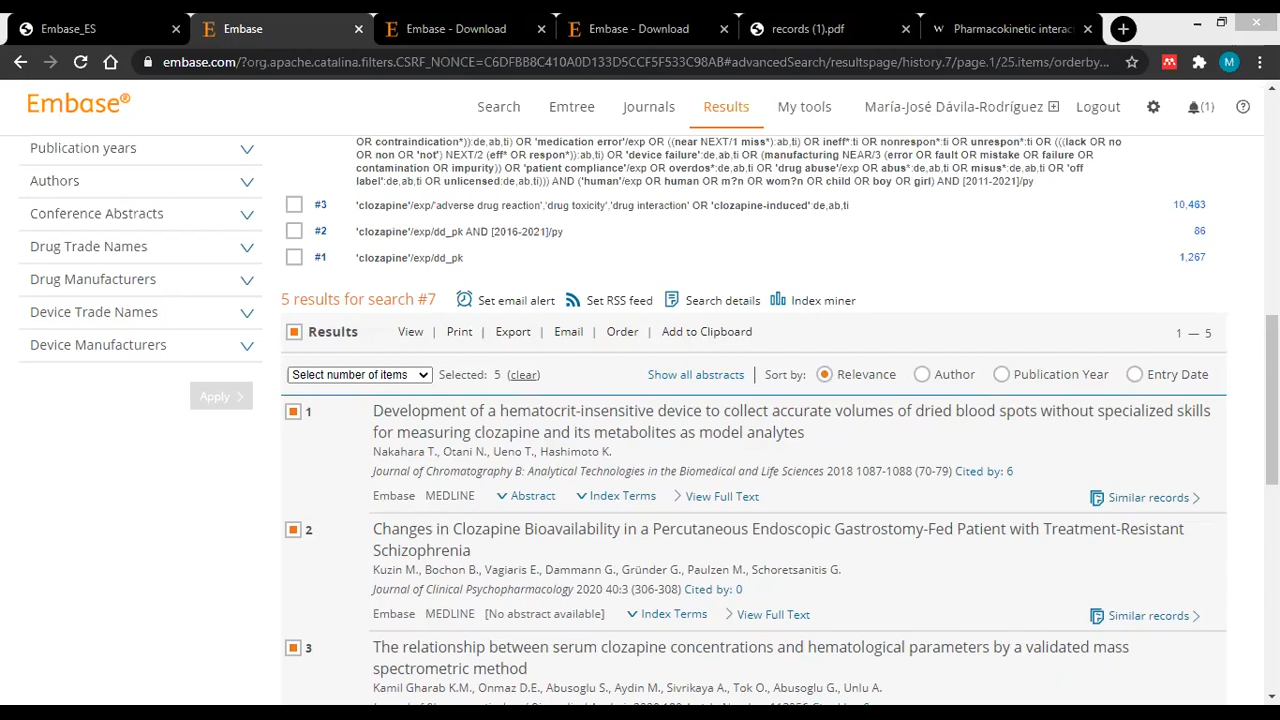 Embase_ES
Embase
Embase - Download
Embase - Download
records (1).pdf
Pharmacokinetic interac
embase.com/?org.apache.catalina.filters.CSRF_NONCE=C6DFBB8C410A0D133D5CCF5F533C98AB#advancedSearch/resultspage/history.7/page.1/25.items/orderby...
M
Embase®
Search
Emtree
Journals
Results
My tools
María-José Dávila-Rodríguez
Logout
(1)
Publication years
Authors
Conference Abstracts
Drug Trade Names
Drug Manufacturers
Device Trade Names
Device Manufacturers
Apply
OR contraindication*)):de,ab,ti) OR 'medication error'/exp OR ((near NEXT/1 miss*):ab,ti) OR ineff*:ti OR nonrespon*:ti OR unrespon*:ti OR (((lack OR no
OR non OR 'not') NEXT/2 (eff* OR respon*)):ab,ti) OR 'device failure':de,ab,ti OR (manufacturing NEAR/3 (error OR fault OR mistake OR failure OR
contamination OR impurity)) OR 'patient compliance'/exp OR overdos*:de,ab,ti OR 'drug abuse'/exp OR abus*:de,ab,ti OR misus*:de,ab,ti OR 'off
label':de,ab,ti OR unlicensed:de,ab,ti))) AND ('human'/exp OR human OR m?n OR wom?n OR child OR boy OR girl) AND [2011-2021]/py
#3 'clozapine'/exp/'adverse drug reaction','drug toxicity','drug interaction' OR 'clozapine-induced':de,ab,ti 10,463
#2 'clozapine'/exp/dd_pk AND [2016-2021]/py 86
#1 'clozapine'/exp/dd_pk 1,267
5 results for search #7 Set email alert Set RSS feed Search details Index miner
Results View | Print | Export | Email | Order | Add to Clipboard 1 — 5
Select number of items Selected: 5 (clear) Show all abstracts | Sort by: Relevance Author Publication Year Entry Date
1 Development of a hematocrit-insensitive device to collect accurate volumes of dried blood spots without specialized skills
for measuring clozapine and its metabolites as model analytes
Nakahara T., Otani N., Ueno T., Hashimoto K.
Journal of Chromatography B: Analytical Technologies in the Biomedical and Life Sciences 2018 1087-1088 (70-79) Cited by: 6
Embase MEDLINE Abstract Index Terms View Full Text Similar records
2 Changes in Clozapine Bioavailability in a Percutaneous Endoscopic Gastrostomy-Fed Patient with Treatment-Resistant
Schizophrenia
Kuzin M., Bochon B., Vagiaris E., Dammann G., Gründer G., Paulzen M., Schoretsanitis G.
Journal of Clinical Psychopharmacology 2020 40:3 (306-308) Cited by: 0
Embase MEDLINE [No abstract available] Index Terms View Full Text Similar records
3 The relationship between serum clozapine concentrations and hematological parameters by a validated mass
spectrometric method
Kamil Gharab K.M., Onmaz D.E., Abusoglu S., Aydin M., Sivrikaya A., Tok O., Abusoglu G., Unlu A.